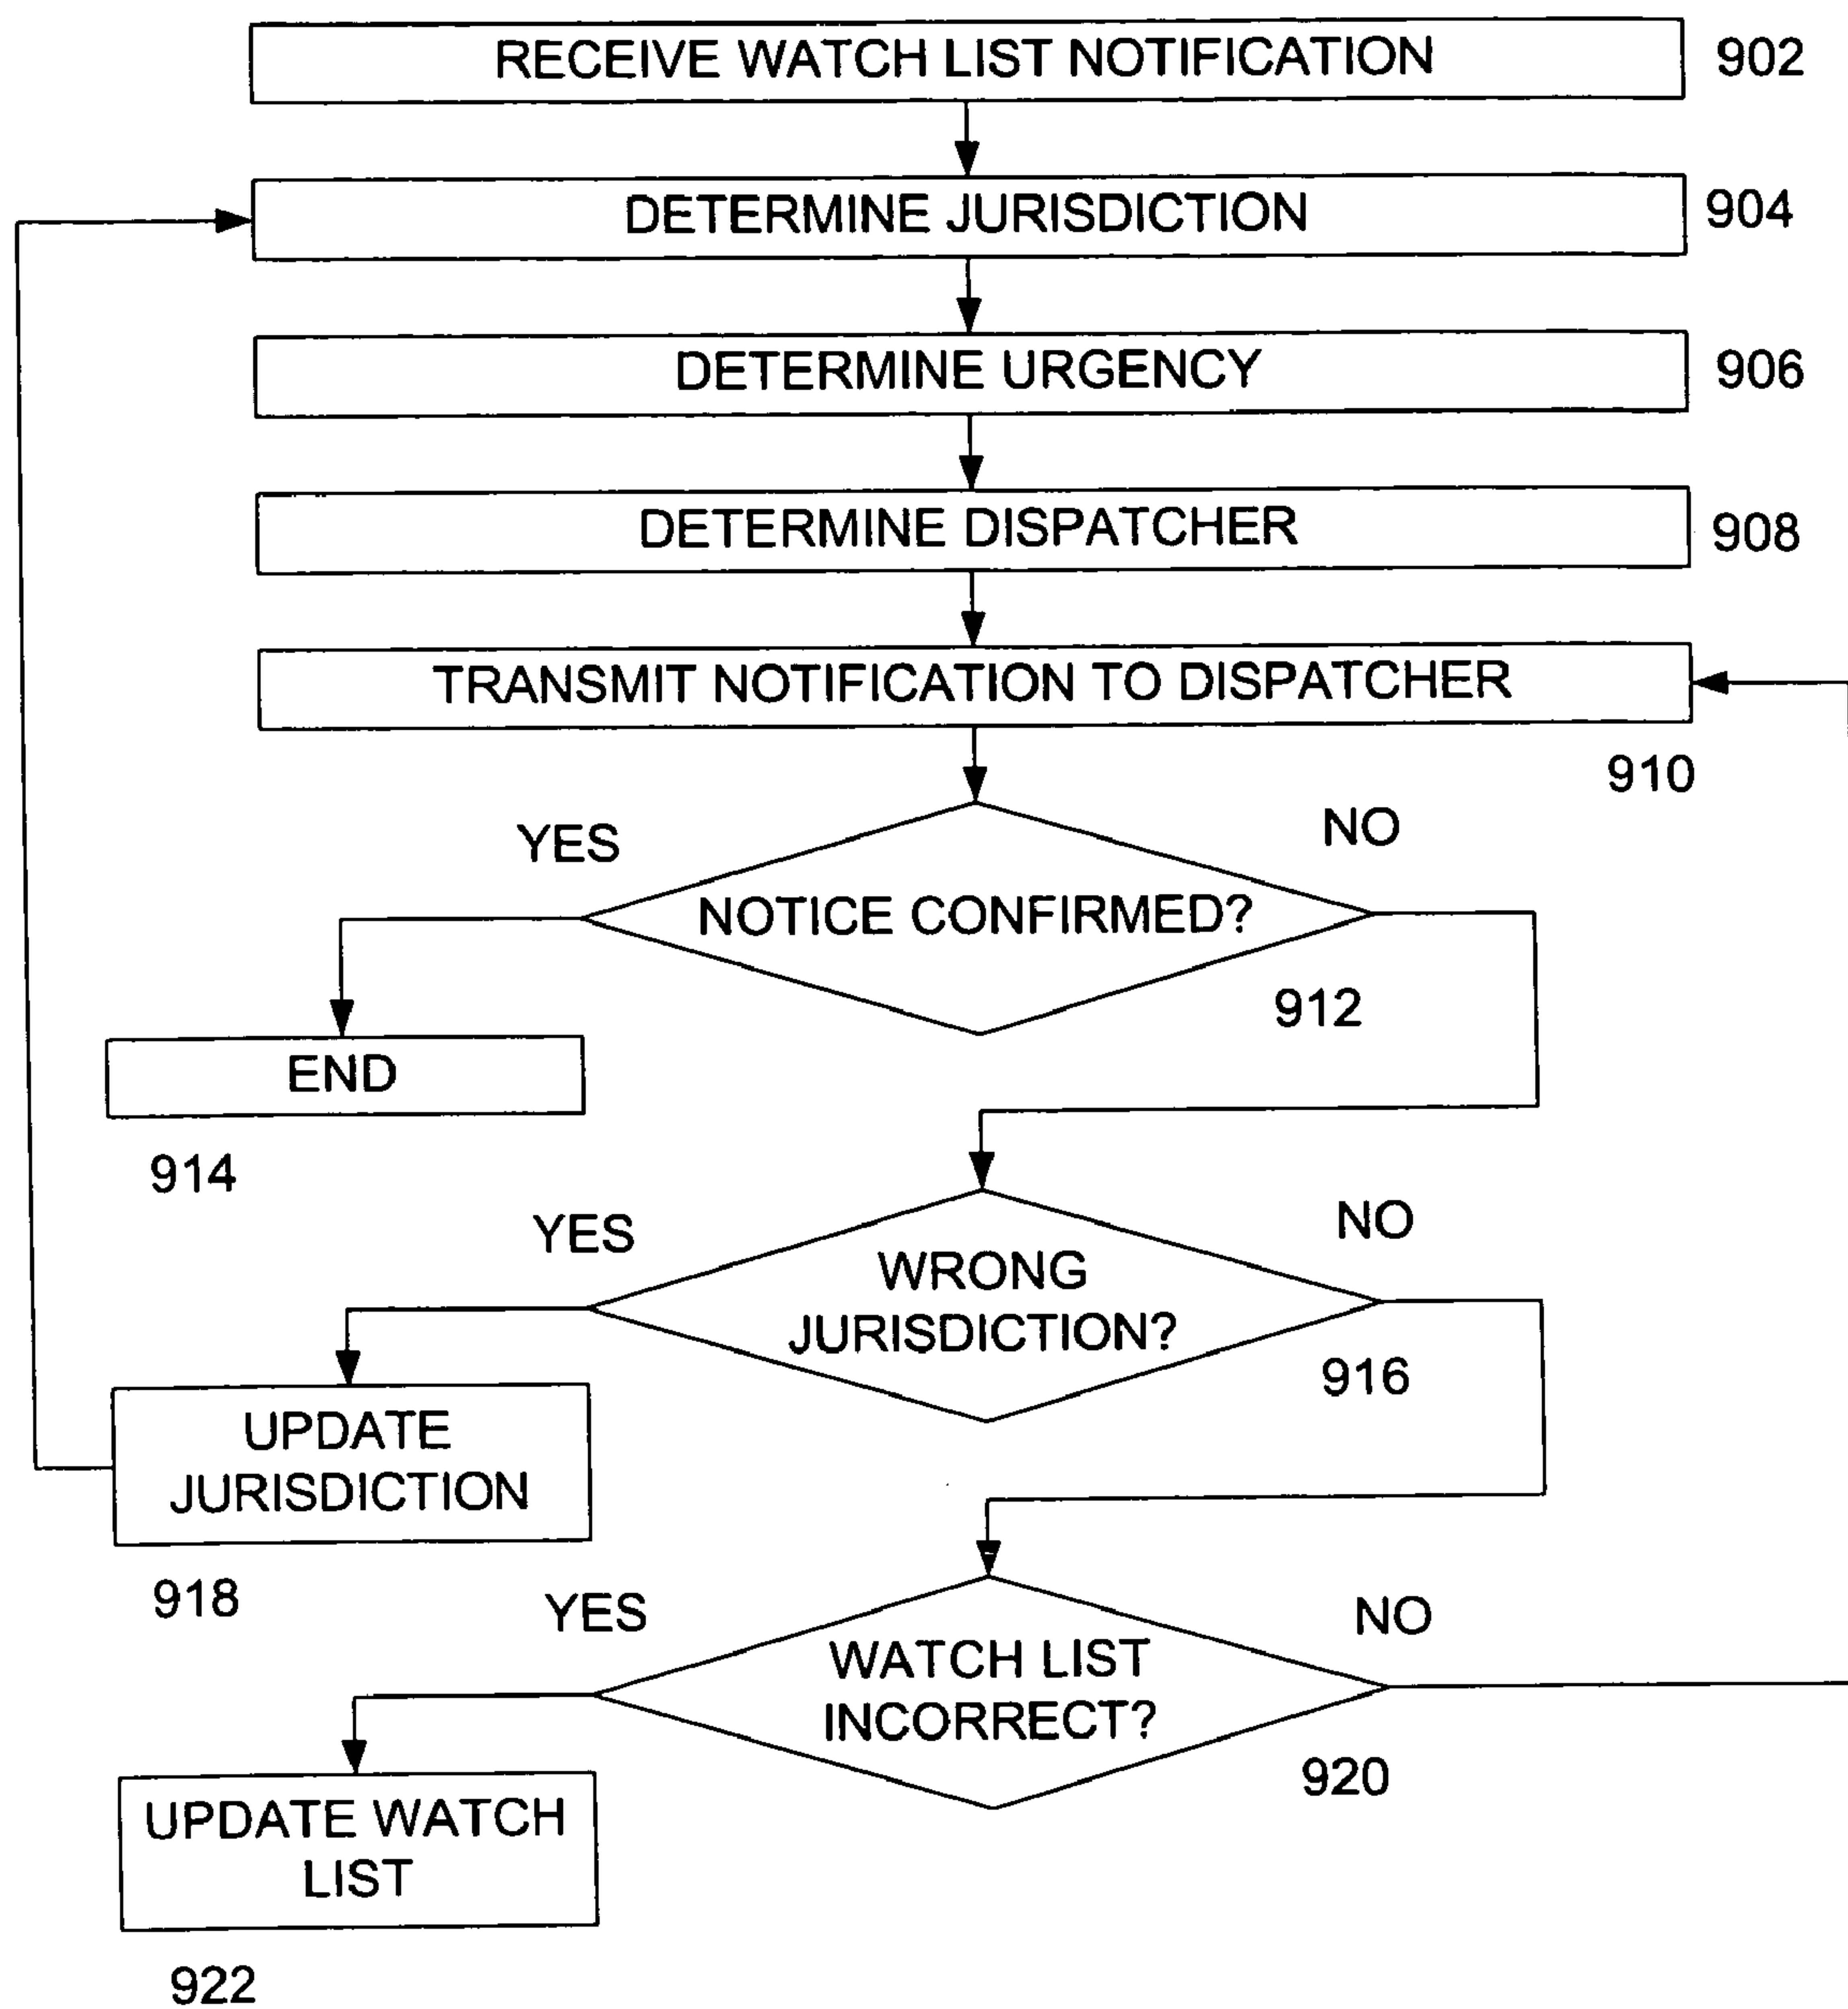 RECEIVE WATCH LIST NOTIFICATION 902
DETERMINE JURISDICTION 904
DETERMINE URGENCY 906
DETERMINE DISPATCHER 908
TRANSMIT NOTIFICATION TO DISPATCHER
910
YES
NO
NOTICE CONFIRMED?
912
END
914
YES
NO
WRONG
JURISDICTION?
916
UPDATE
JURISDICTION
918
YES
NO
WATCH LIST
INCORRECT?
920
UPDATE WATCH
LIST
922